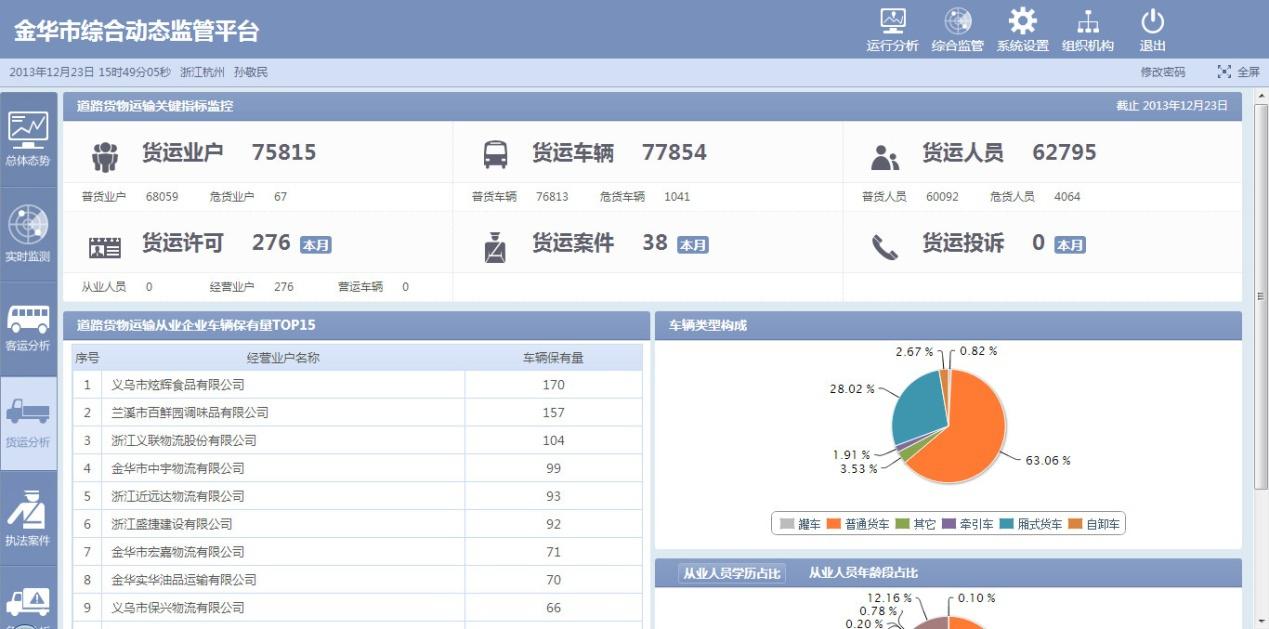 金华市综合动态监管平台
运行分析 综合监管 系统设置 组织机构 退出
2013年12月23日 15时49分05秒 浙江杭州 孙敬民 修改密码 全屏
总体态势
实时监测
客运分析
货运分析
执法案件
道路货物运输关键指标监控 截止 2013年12月23日
货运业户 75815 货运车辆 77854 货运人员 62795
普货业户 68059 危货业户 67 普货车辆 76813 危货车辆 1041 普货人员 60092 危货人员 4064
货运许可 276 本月 货运案件 38 本月 货运投诉 0 本月
从业人员 0 经营业户 276 营运车辆 0
道路货物运输从业企业车辆保有量TOP15
序号 经营业户名称 车辆保有量
1 义乌市炫辉食品有限公司 170
2 兰溪市百鲜园调味品有限公司 157
3 浙江义联物流股份有限公司 104
4 金华市中宇物流有限公司 99
5 浙江近远达物流有限公司 93
6 浙江盛捷建设有限公司 92
7 金华市宏嘉物流有限公司 71
8 金华实华油品运输有限公司 70
9 义乌市保兴物流有限公司 66
车辆类型构成
2.67 % 0.82 %
28.02 %
1.91 %
3.53 %
63.06 %
罐车 普通货车 其它 牵引车 厢式货车 自卸车
从业人员学历占比 从业人员年龄段占比
12.16 % 0.10 %
0.78 %
0.20 %